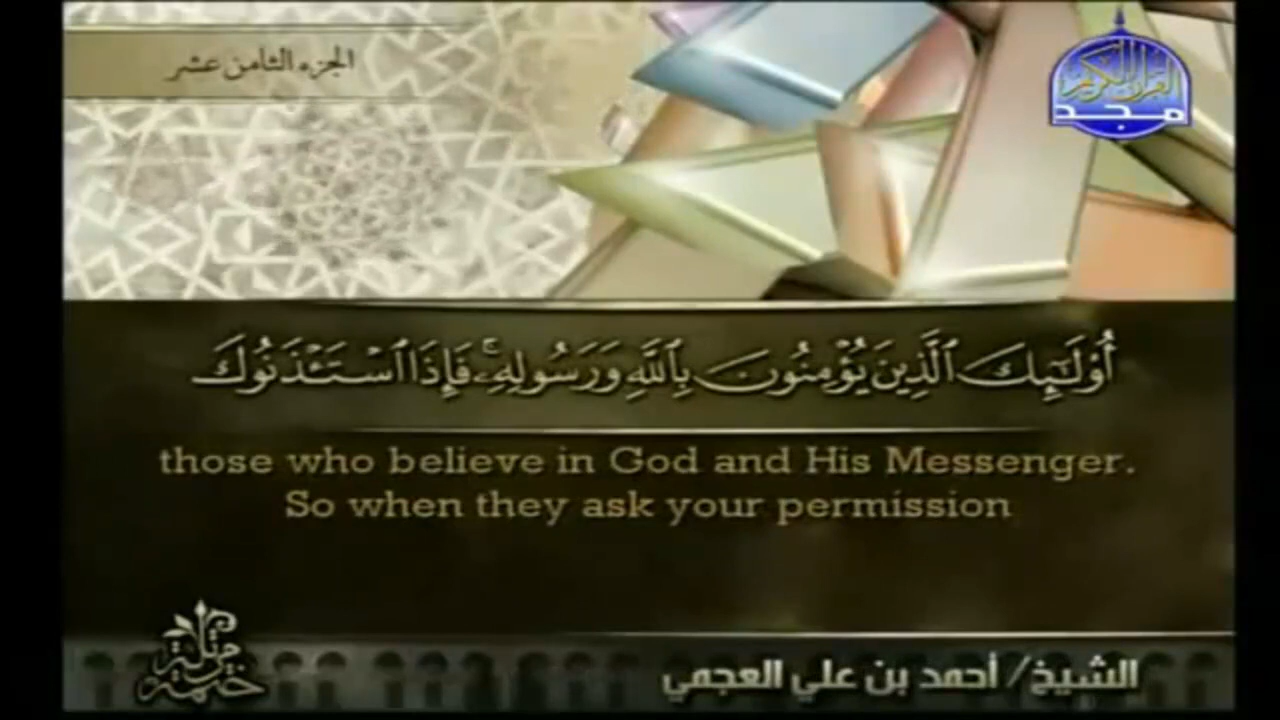 الجزء الثامن عشر
القرآن الكريم
مجد
أُوْلَٰٓئِكَ ٱلَّذِينَ يُؤۡمِنُونَ بِٱللَّهِ وَرَسُولِهِۦۚ فَإِذَا ٱسۡتَـۡٔذَنُوكَ
those who believe in God and His Messenger.
So when they ask your permission
ختمة مرتلة
الشيخ/ أحمد بن علي العجمي